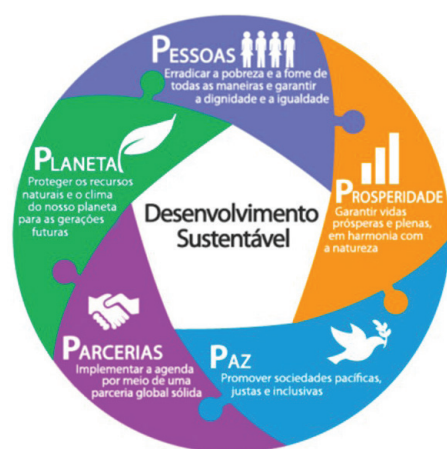 PESSOAS
Erradicar a pobreza e a fome de
todas as maneiras e garantir
a dignidade e a igualdade
PROSPERIDADE
Garantir vidas
prósperas e plenas,
em harmonia com
a natureza
PAZ
Promover sociedades pacíficas,
justas e inclusivas
PARCERIAS
Implementar a agenda
por meio de uma
parceria global sólida
PLANETA
Proteger os recursos
naturais e o clima
do nosso planeta
para as gerações
futuras
Desenvolvimento
Sustentável